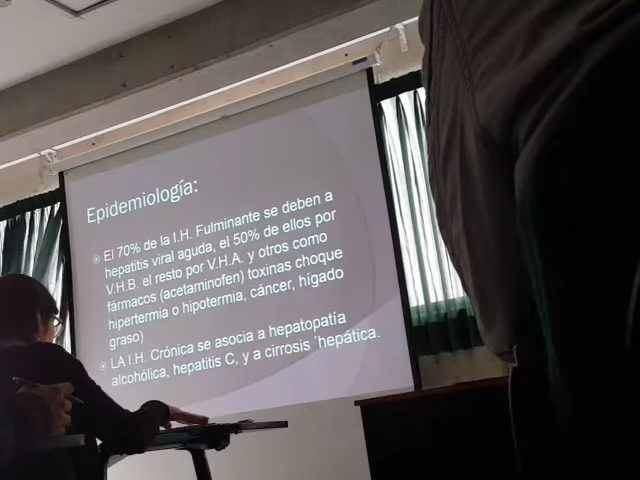 Epidemiología:
El 70% de la I.H. Fulminante se deben a
hepatitis viral aguda, el 50% de ellos por
V.H.B. el resto por V.H.A. y otros como
fármacos (acetaminofen) toxinas choque
hipertermia o hipotermia, cáncer, hígado
graso)
LA I.H. Crónica se asocia a hepatopatía
alcohólica, hepatitis C, y a cirrosis ´hepática.